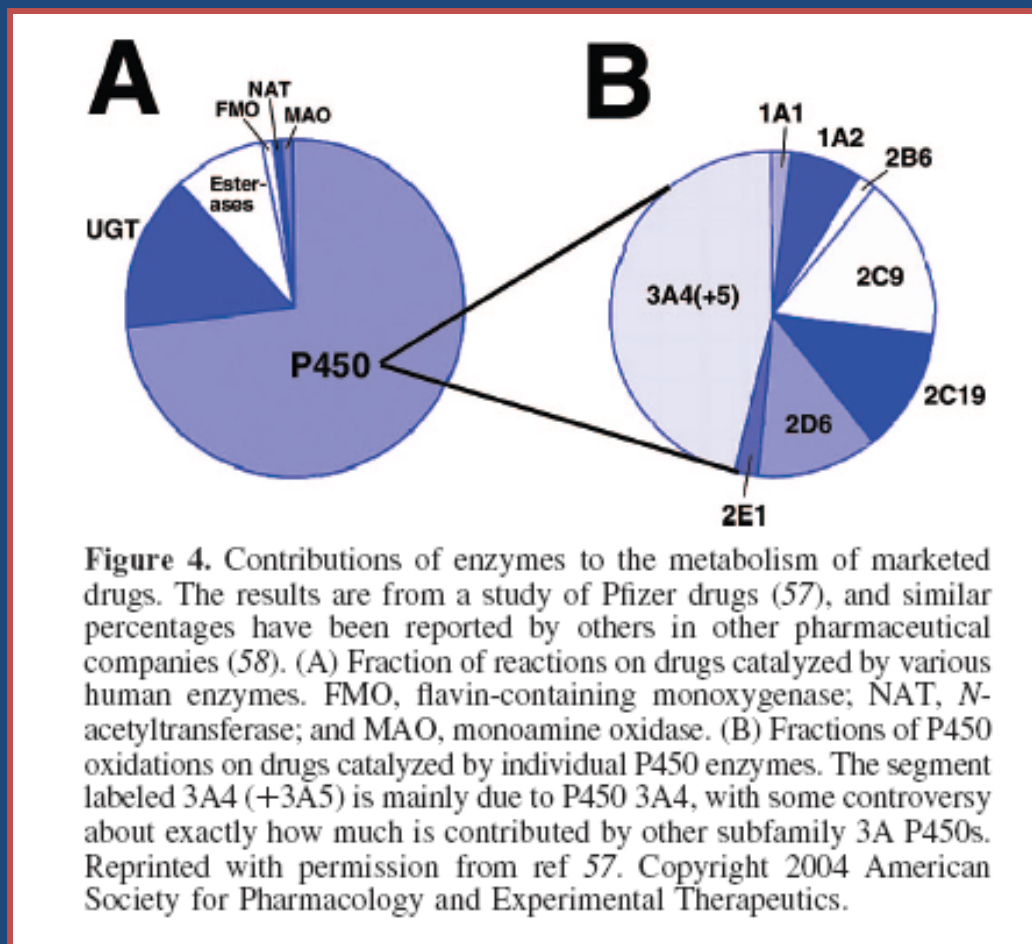 A
B
NAT
FMO
MAO
Ester-
ases
UGT
P450
1A1
1A2
2B6
2C9
3A4(+5)
2C19
2D6
2E1
Figure 4. Contributions of enzymes to the metabolism of marketed
drugs. The results are from a study of Pfizer drugs (57), and similar
percentages have been reported by others in other pharmaceutical
companies (58). (A) Fraction of reactions on drugs catalyzed by various
human enzymes. FMO, flavin-containing monoxygenase; NAT, N-
acetyltransferase; and MAO, monoamine oxidase. (B) Fractions of P450
oxidations on drugs catalyzed by individual P450 enzymes. The segment
labeled 3A4 (+3A5) is mainly due to P450 3A4, with some controversy
about exactly how much is contributed by other subfamily 3A P450s.
Reprinted with permission from ref 57. Copyright 2004 American
Society for Pharmacology and Experimental Therapeutics.